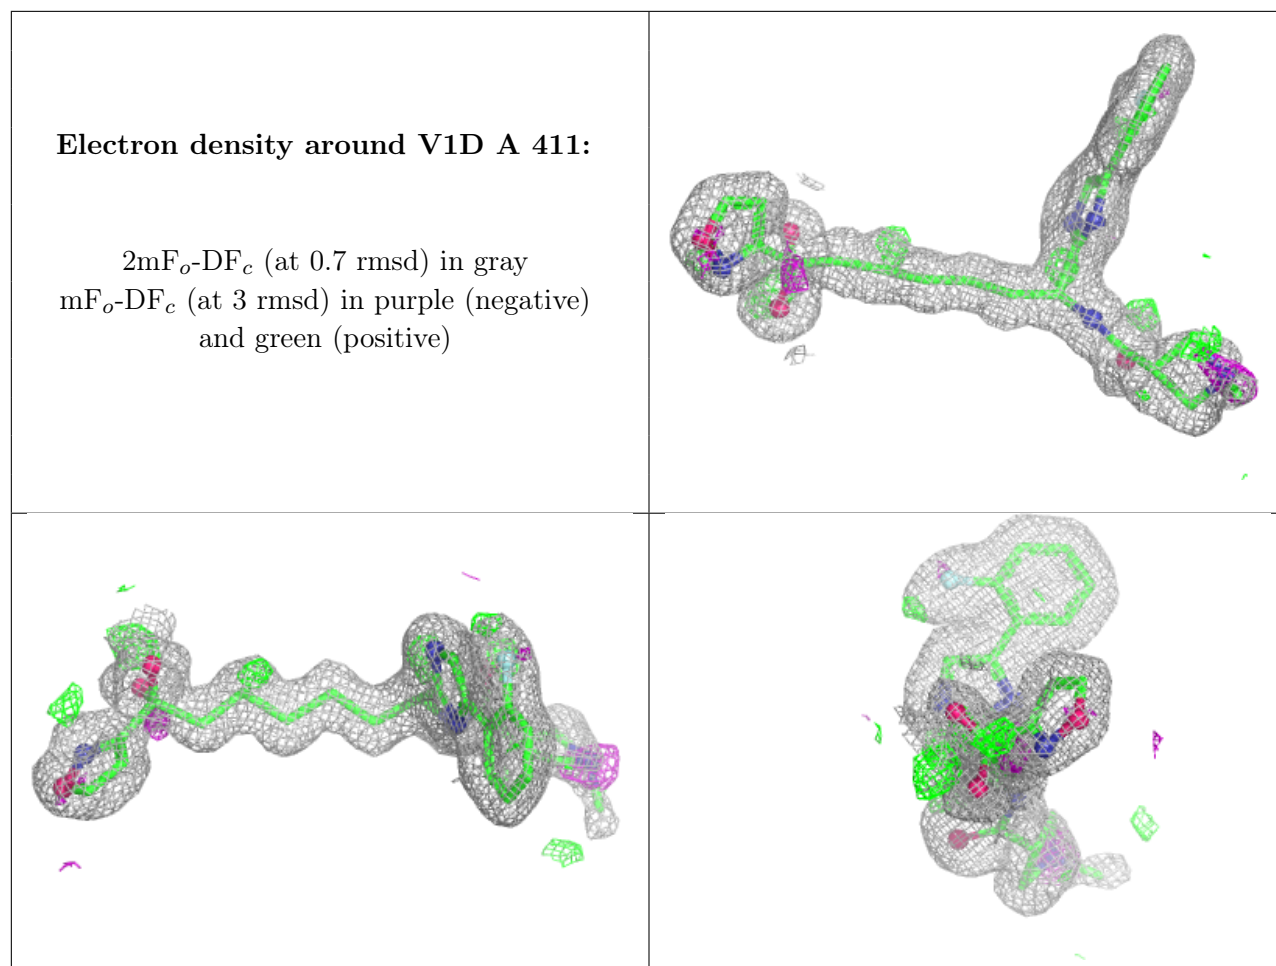 Electron density around V1D A 411:
2mFo-DFc (at 0.7 rmsd) in gray
mFo-DFc (at 3 rmsd) in purple (negative)
and green (positive)